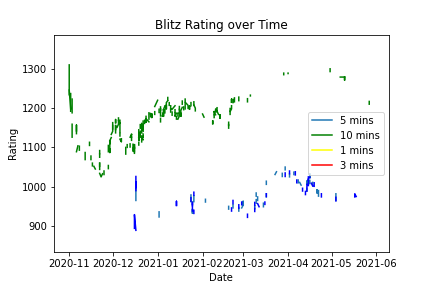 Blitz Rating over Time
Rating
1300
1200
1100
1000
900
5 mins
10 mins
1 mins
3 mins
2020-11 2020-12 2021-01 2021-02 2021-03 2021-04 2021-05 2021-06
Date